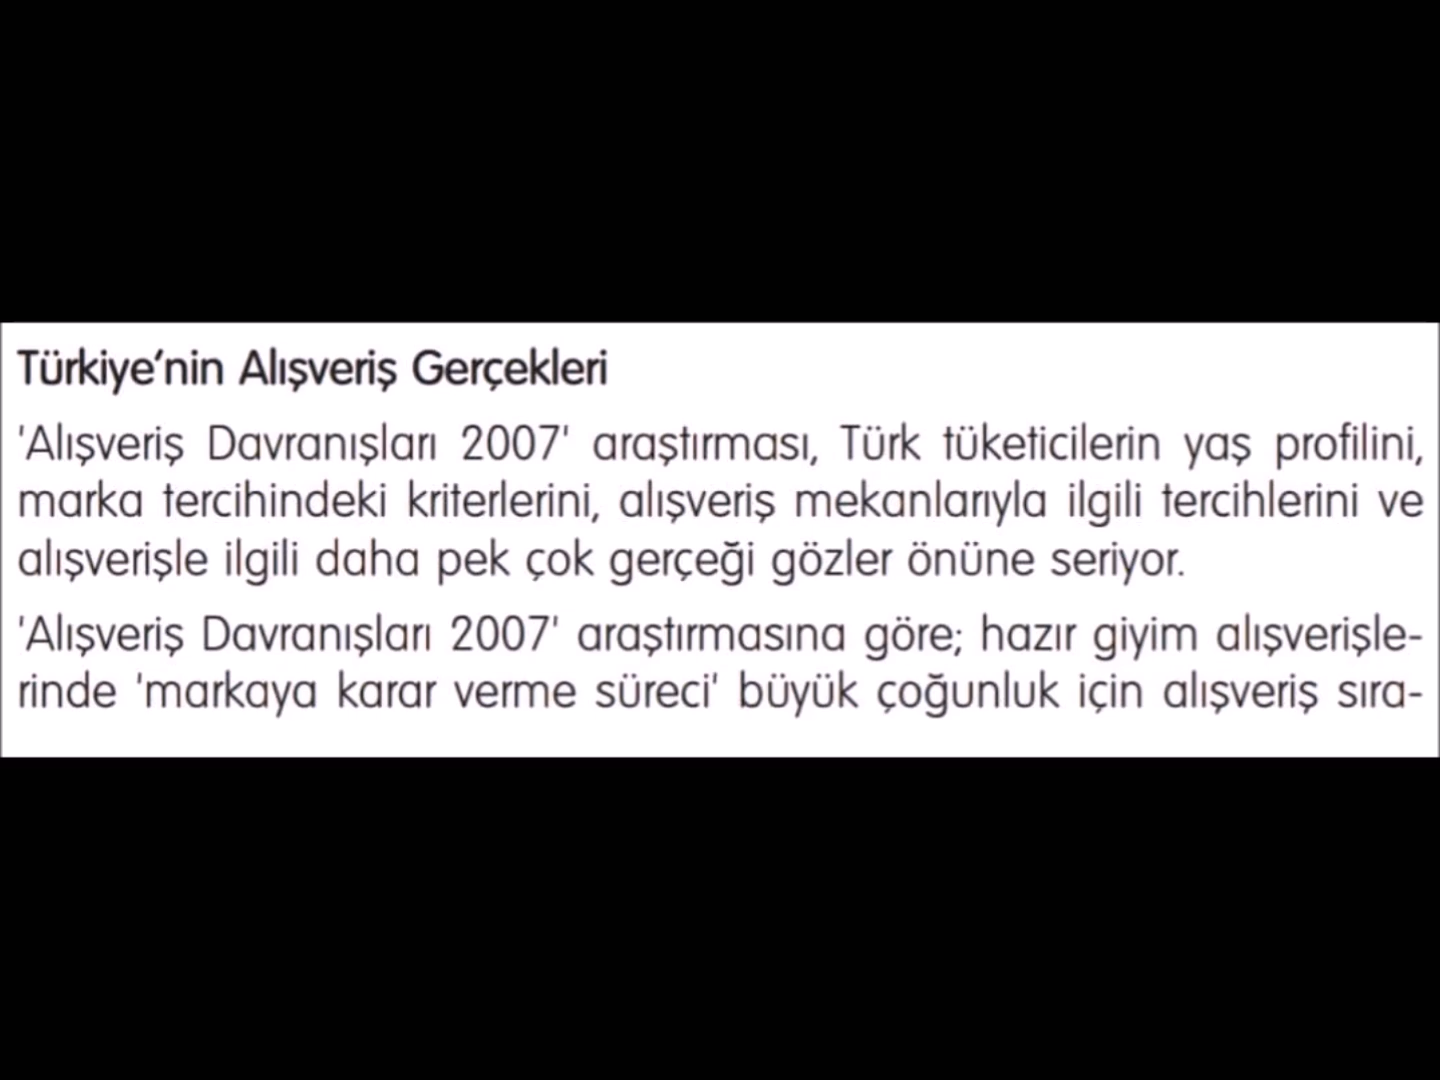 Türkiye’nin Alışveriş Gerçekleri
'Alışveriş Davranışları 2007' araştırması, Türk tüketicilerin yaş profilini,
marka tercihindeki kriterlerini, alışveriş mekanlarıyla ilgili tercihlerini ve
alışverişle ilgili daha pek çok gerçeği gözler önüne seriyor.
'Alışveriş Davranışları 2007' araştırmasına göre; hazır giyim alışverişle-
rinde 'markaya karar verme süreci' büyük çoğunluk için alışveriş sıra-